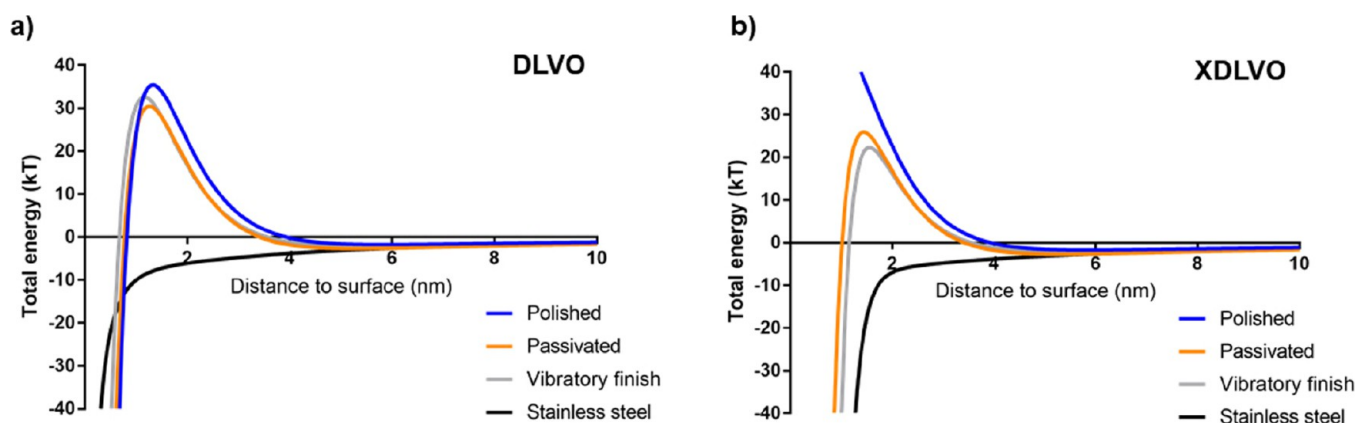 a)
DLVO
Total energy (kT)
40
30
20
10
0
-10
-20
-30
-40
2
4
6
8
10
Distance to surface (nm)
Polished
Passivated
Vibratory finish
Stainless steel
b)
XDLVO
Total energy (kT)
40
30
20
10
0
-10
-20
-30
-40
2
4
6
8
10
Distance to surface (nm)
Polished
Passivated
Vibratory finish
Stainless steel